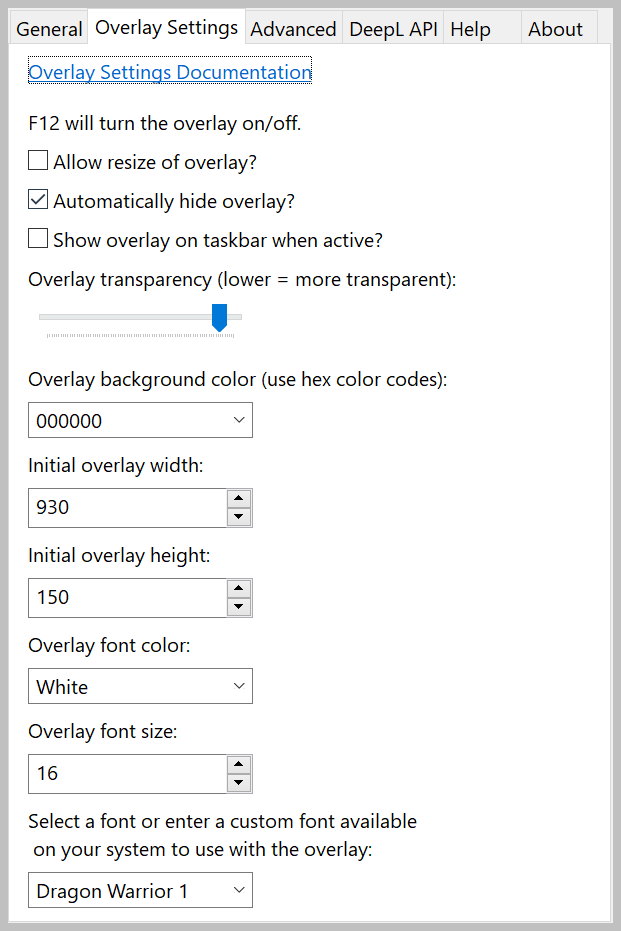 General Overlay Settings Advanced DeepL API Help About
Overlay Settings Documentation
F12 will turn the overlay on/off.
Allow resize of overlay?
Automatically hide overlay?
Show overlay on taskbar when active?
Overlay transparency (lower = more transparent):
Overlay background color (use hex color codes):
000000
Initial overlay width:
930
Initial overlay height:
150
Overlay font color:
White
Overlay font size:
16
Select a font or enter a custom font available
on your system to use with the overlay:
Dragon Warrior 1